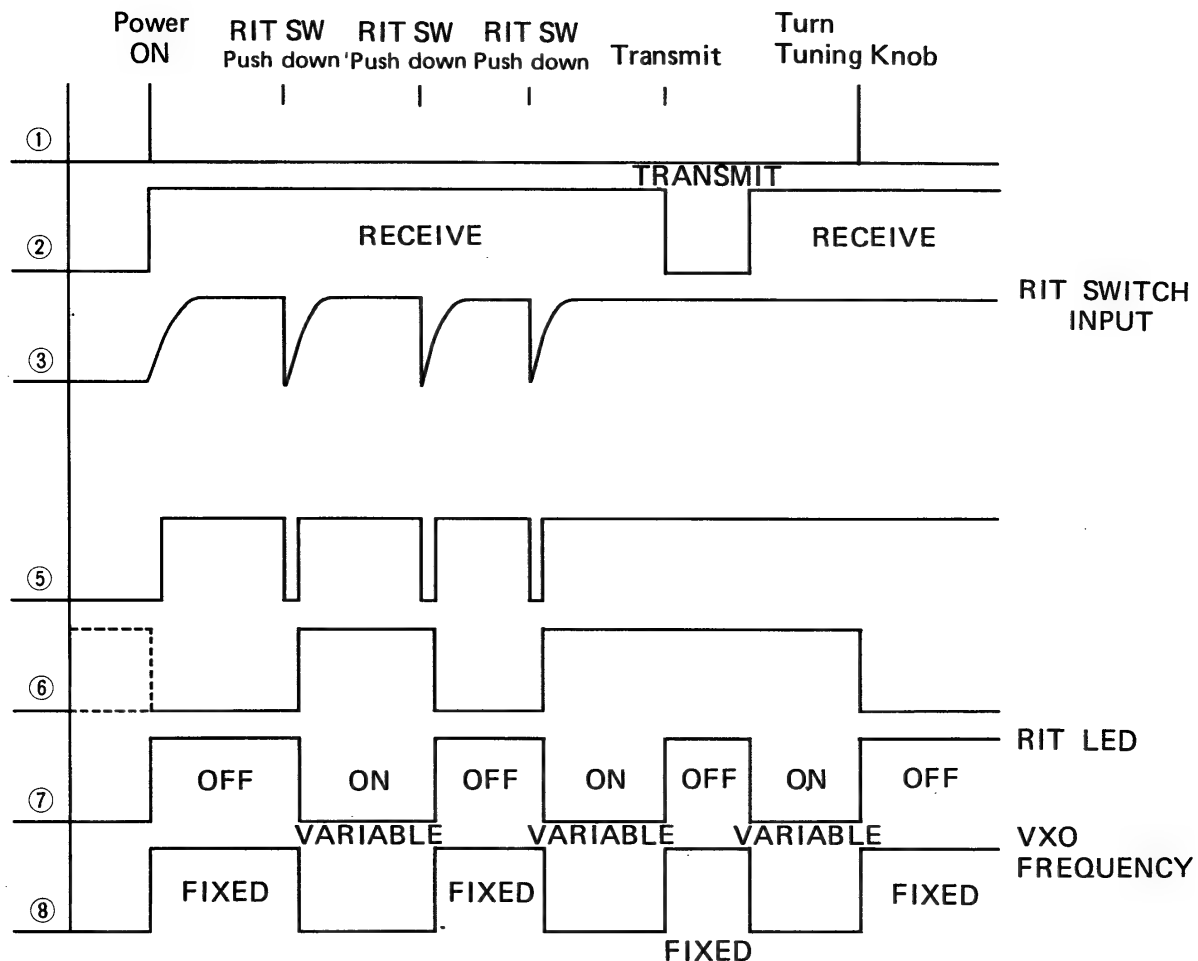 Power
ON
RIT SW
Push down
RIT SW
'Push down
RIT SW
Push down
Transmit
Turn
Tuning Knob
①
TRANSMIT
②
RECEIVE
RECEIVE
RIT SWITCH
INPUT
③
⑤
⑥
RIT LED
⑦
OFF
ON
OFF
ON
OFF
ON
OFF
VARIABLE
VARIABLE
VARIABLE
VXO
FREQUENCY
⑧
FIXED
FIXED
FIXED
FIXED